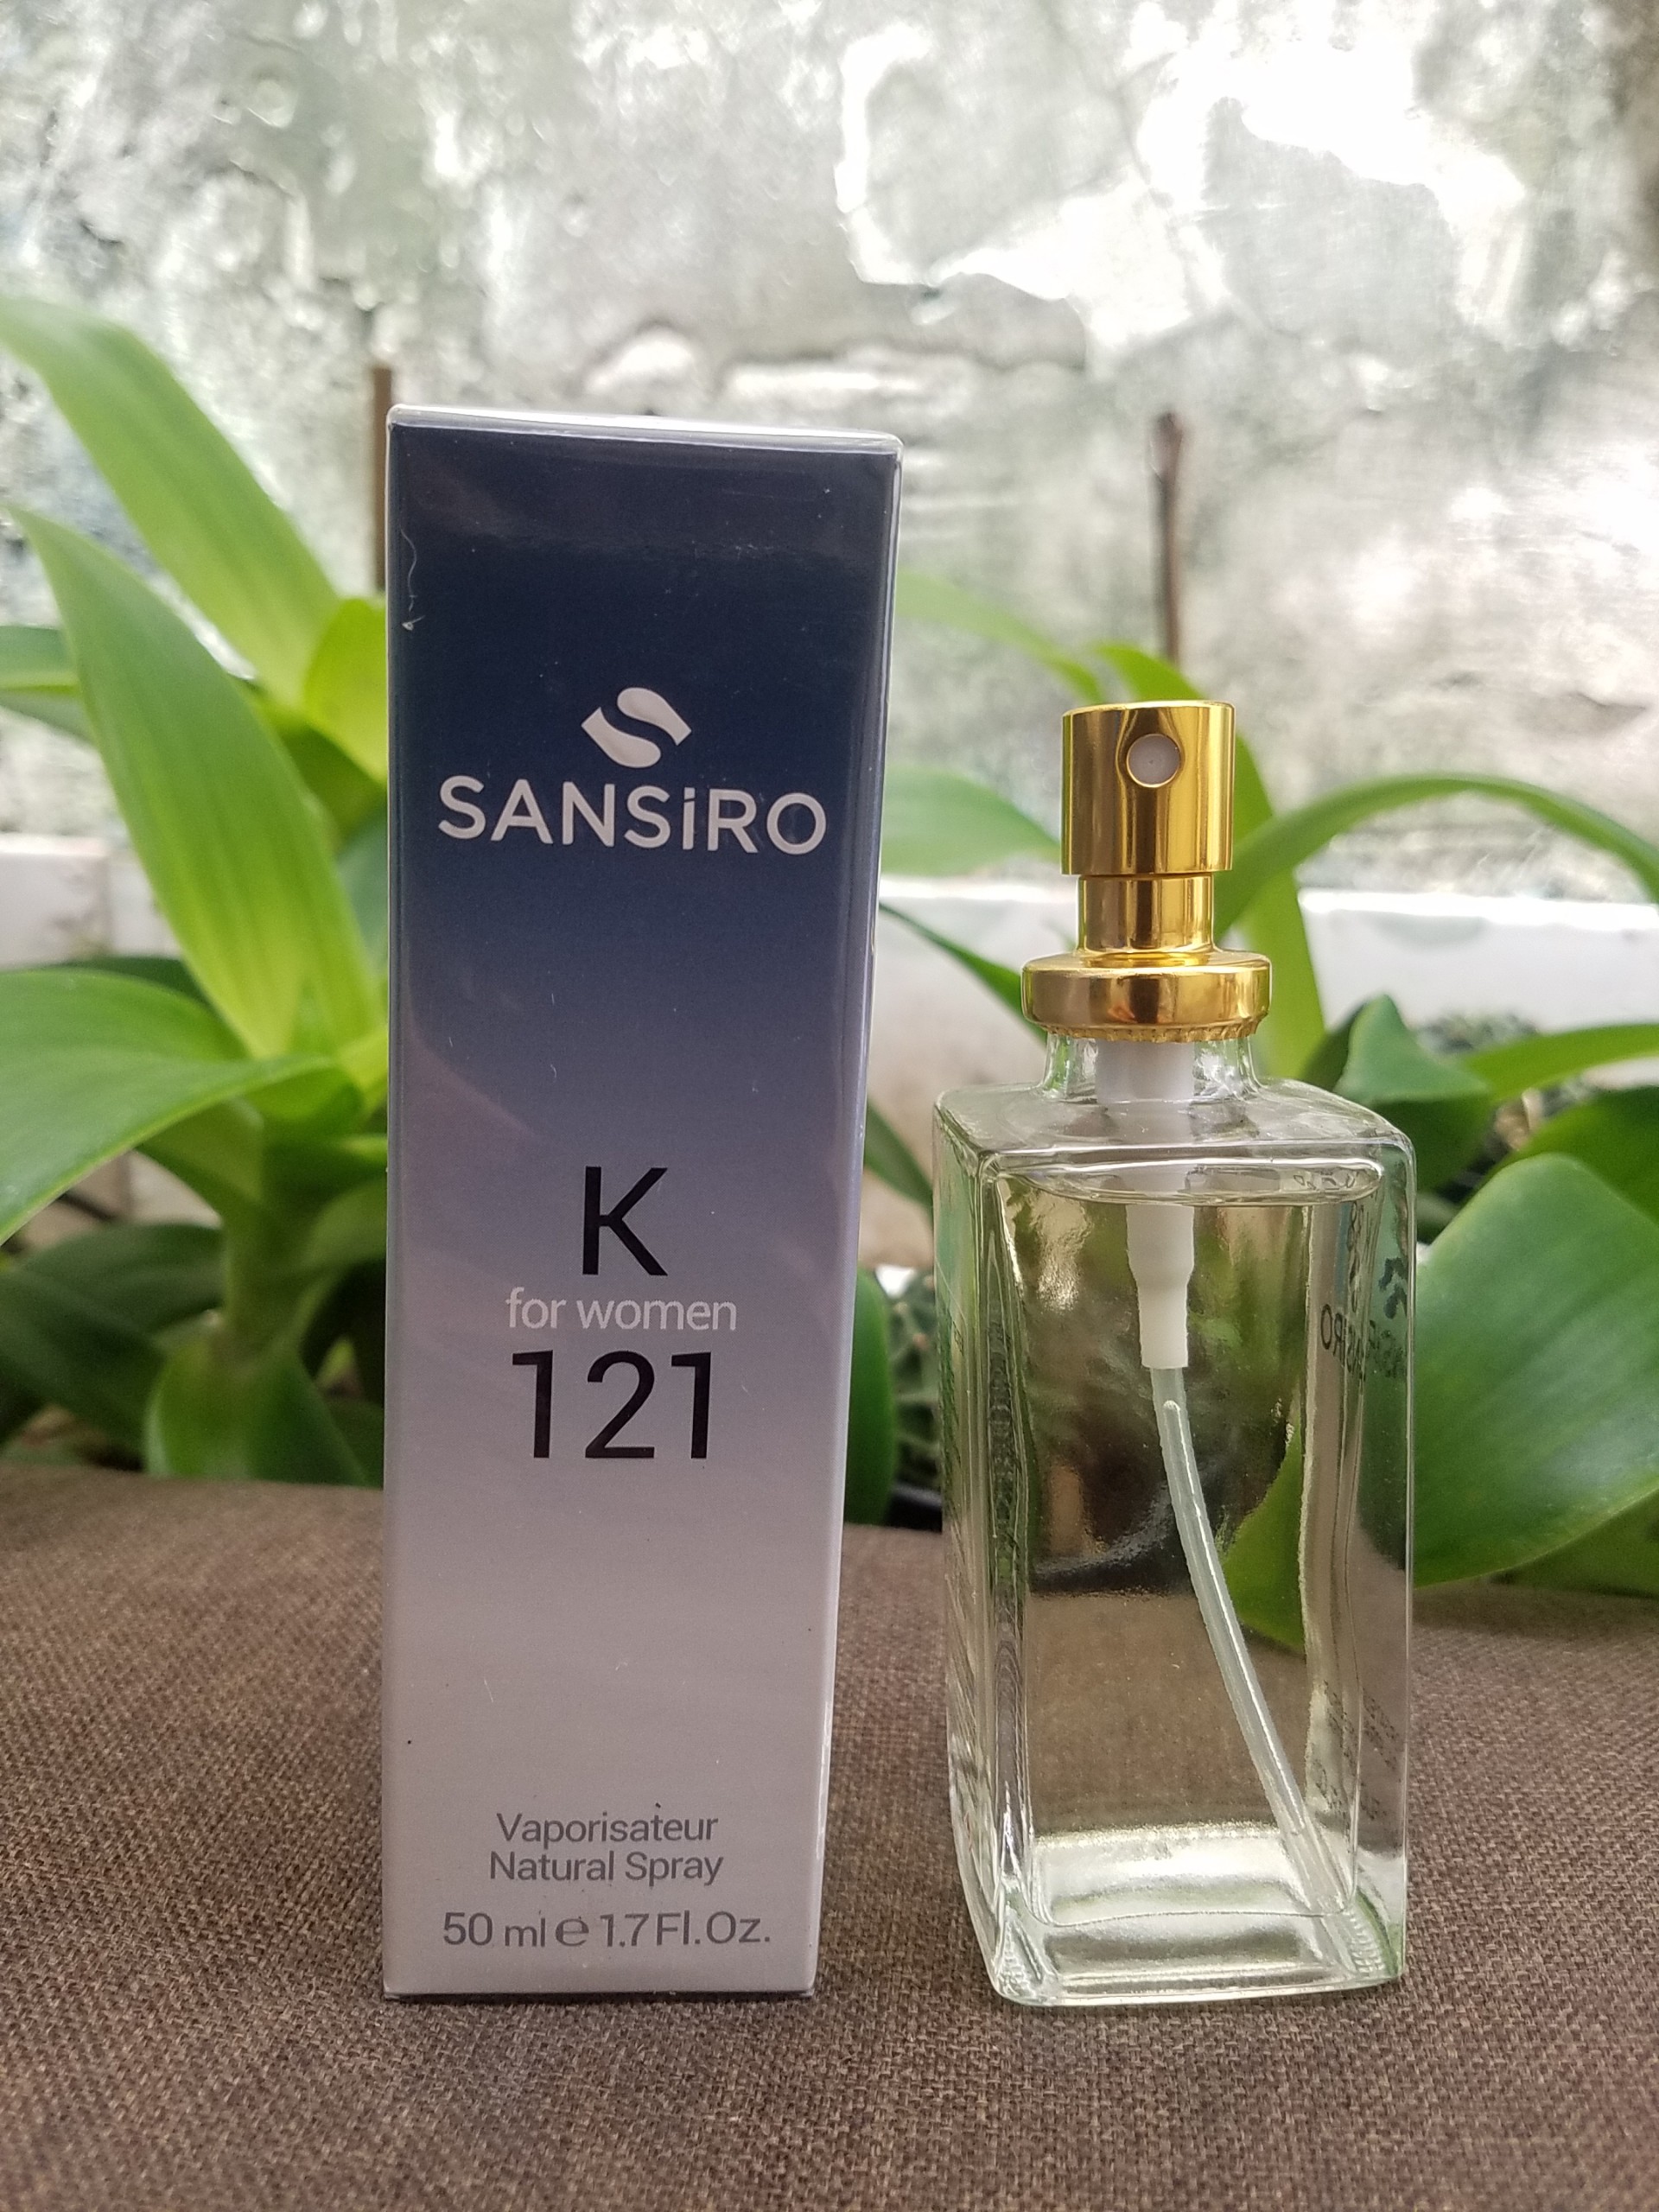 SANSiRO
K
for women
121
Vaporisateur
Natural Spray
50 ml ℮ 1.7 Fl.Oz.